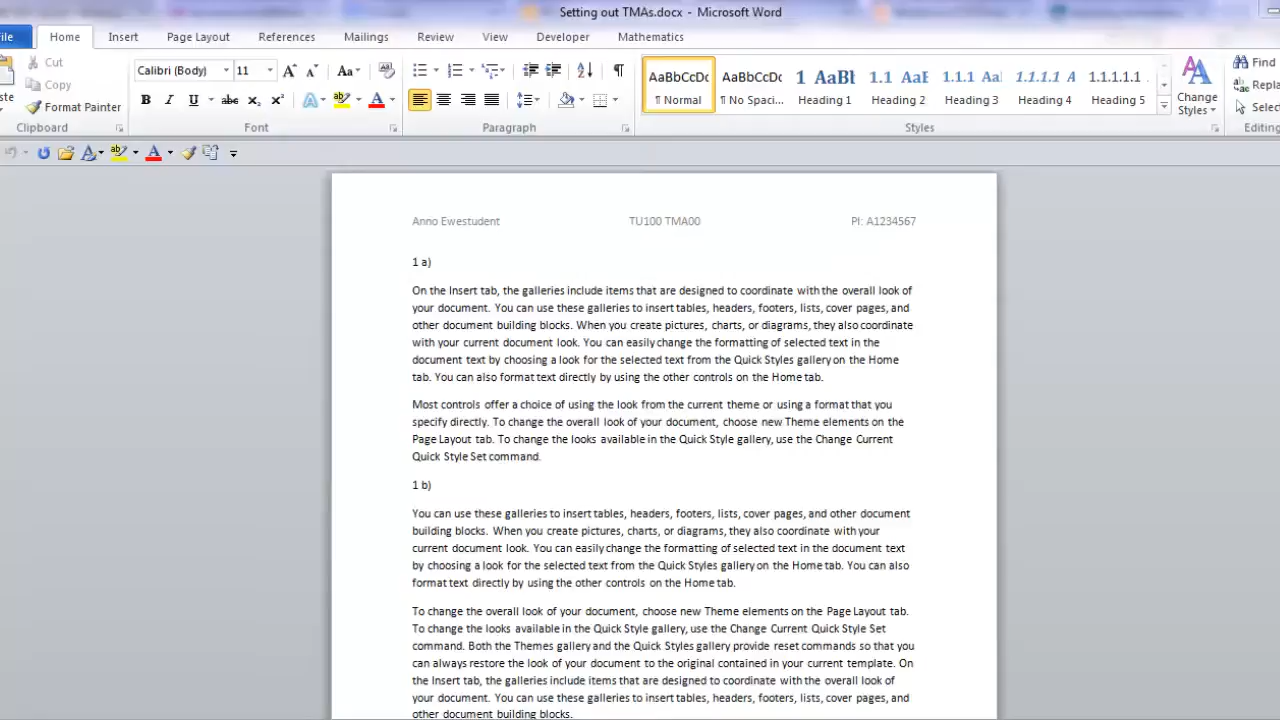 Setting out TMAs.docx - Microsoft Word
File Home Insert Page Layout References Mailings Review View Developer Mathematics
Cut
Copy
Format Painter
Clipboard
Calibri (Body) 11
Font
Paragraph
AaBbCcDc AaBbCcDc 1 AaBb 1.1 AaB 1.1.1 Aa 1.1.1.1 A 1.1.1.1.1
¶ Normal ¶ No Spaci... Heading 1 Heading 2 Heading 3 Heading 4 Heading 5
Styles
Change
Styles
Find
Repla
Selec
Editing
Anno Ewestudent TU100 TMA00 PI: A1234567
1 a)
On the Insert tab, the galleries include items that are designed to coordinate with the overall look of
your document. You can use these galleries to insert tables, headers, footers, lists, cover pages, and
other document building blocks. When you create pictures, charts, or diagrams, they also coordinate
with your current document look. You can easily change the formatting of selected text in the
document text by choosing a look for the selected text from the Quick Styles gallery on the Home
tab. You can also format text directly by using the other controls on the Home tab.
Most controls offer a choice of using the look from the current theme or using a format that you
specify directly. To change the overall look of your document, choose new Theme elements on the
Page Layout tab. To change the looks available in the Quick Style gallery, use the Change Current
Quick Style Set command.
1 b)
You can use these galleries to insert tables, headers, footers, lists, cover pages, and other document
building blocks. When you create pictures, charts, or diagrams, they also coordinate with your
current document look. You can easily change the formatting of selected text in the document text
by choosing a look for the selected text from the Quick Styles gallery on the Home tab. You can also
format text directly by using the other controls on the Home tab.
To change the overall look of your document, choose new Theme elements on the Page Layout tab.
To change the looks available in the Quick Style gallery, use the Change Current Quick Style Set
command. Both the Themes gallery and the Quick Styles gallery provide reset commands so that you
can always restore the look of your document to the original contained in your current template. On
the Insert tab, the galleries include items that are designed to coordinate with the overall look of
your document. You can use these galleries to insert tables, headers, footers, lists, cover pages, and
other document building blocks.